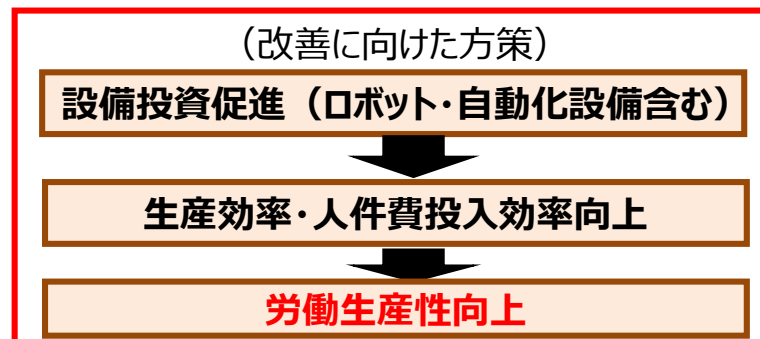 （改善に向けた方策）
設備投資促進（ロボット・自動化設備含む）
生産効率・人件費投入効率向上
労働生産性向上